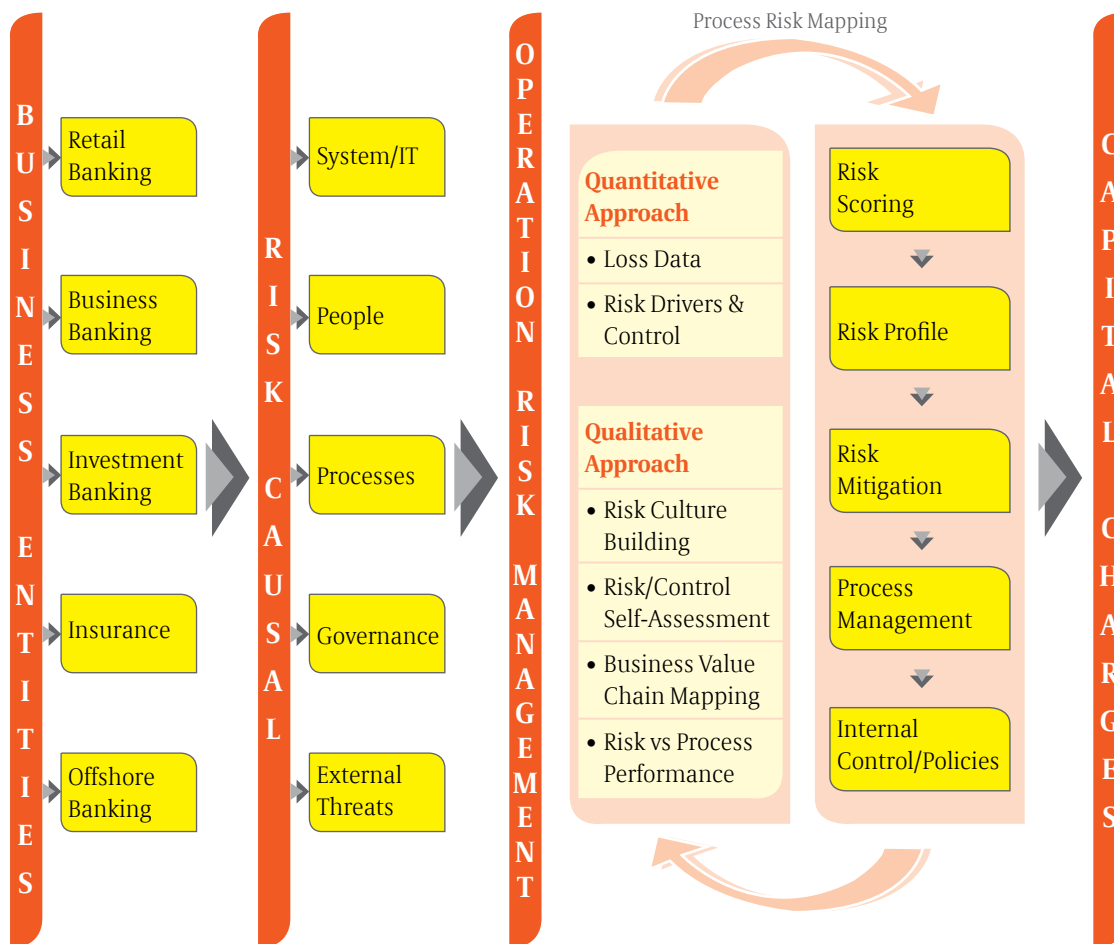 Process Risk Mapping
BUSINESS ENTITIES
Retail
Banking
Business
Banking
Investment
Banking
Insurance
Offshore
Banking
RISK CAUSAL
System/IT
People
Processes
Governance
External
Threats
OPERATION RISK MANAGEMENT
Quantitative
Approach
• Loss Data
• Risk Drivers &
Control
Qualitative
Approach
• Risk Culture
Building
• Risk/Control
Self-Assessment
• Business Value
Chain Mapping
• Risk vs Process
Performance
Risk
Scoring
Risk Profile
Risk
Mitigation
Process
Management
Internal
Control/Policies
CAPITAL CHARGES